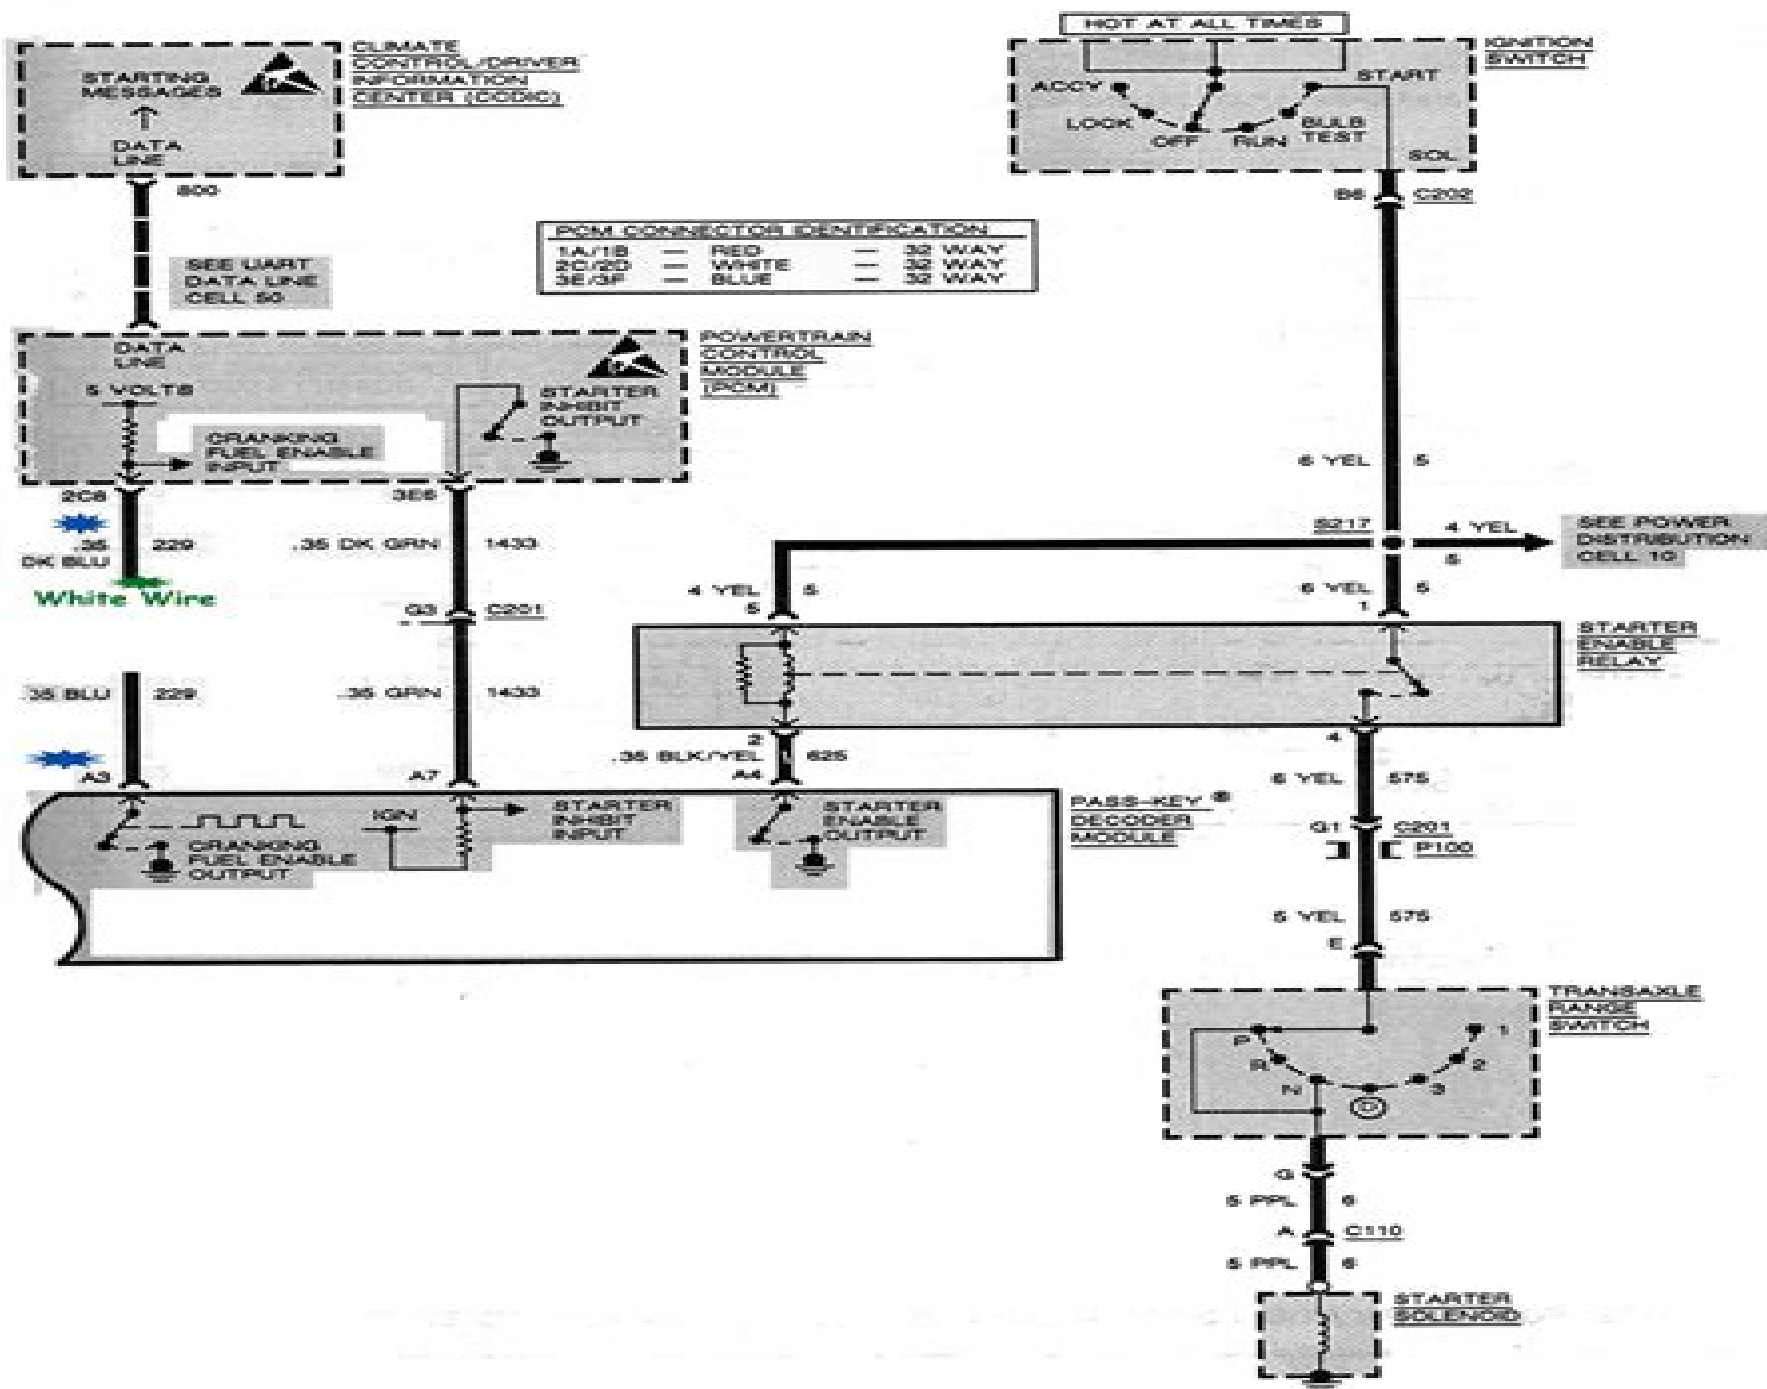 HOT AT ALL TIMES
CLIMATE
CONTROL/DRIVER
INFORMATION
CENTER (CCDIC)
STARTING
MESSAGES
DATA
LINE
800
SEE UART
DATA LINE
CELL 50
IGNITION
SWITCH
ACCY
LOCK
OFF
RUN
BULB
TEST
START
SOL
B6
C202
PCM CONNECTOR IDENTIFICATION
1A/1B — RED — 32 WAY
2C/2D — WHITE — 32 WAY
3E/3F — BLUE — 32 WAY
POWERTRAIN
CONTROL
MODULE
(PCM)
DATA
LINE
5 VOLTS
CRANKING
FUEL ENABLE
INPUT
STARTER
INHIBIT
OUTPUT
2C8
3E6
.35
DK BLU
229
.35 DK GRN
1433
White Wire
G3
C201
6 YEL
5
S217
4 YEL
5
SEE POWER
DISTRIBUTION
CELL 10
4 YEL
5
5
6 YEL
5
1
STARTER
ENABLE
RELAY
.35 BLU
229
.35 GRN
1433
2
.35 BLK/YEL
625
4
6 YEL
575
A3
A7
A4
PASS-KEY ®
DECODER
MODULE
CRANKING
FUEL ENABLE
OUTPUT
IGN
STARTER
INHIBIT
INPUT
STARTER
ENABLE
OUTPUT
G1
C201
P100
5 YEL
575
E
TRANSAXLE
RANGE
SWITCH
P
R
N
D
3
2
1
G
5 PPL
6
A
C110
5 PPL
6
STARTER
SOLENOID